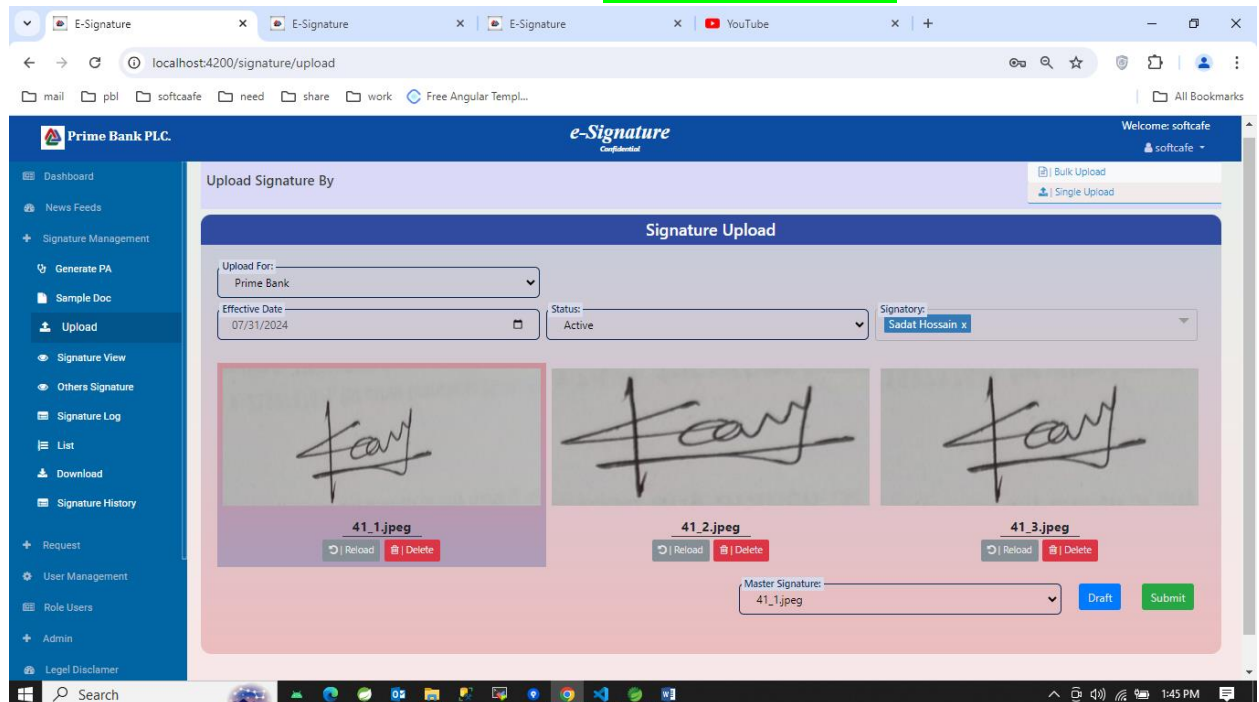 E-Signature
E-Signature
E-Signature
YouTube
localhost:4200/signature/upload
mail pbl softcaafe need share work Free Angular Templ... All Bookmarks
Prime Bank PLC.
e-Signature
Confidential
Welcome: softcafe
softcafe
Dashboard
News Feeds
Signature Management
Generate PA
Sample Doc
Upload
Signature View
Others Signature
Signature Log
List
Download
Signature History
Request
User Management
Role Users
Admin
Legel Disclamer
Upload Signature By
| Bulk Upload
| Single Upload
Signature Upload
Upload For:
Prime Bank
Effective Date
07/31/2024
Status:
Active
Signatory:
Sadat Hossain x
41_1.jpeg
| Reload | Delete
41_2.jpeg
| Reload | Delete
41_3.jpeg
| Reload | Delete
Master Signature:
41_1.jpeg
Draft
Submit
Search
1:45 PM